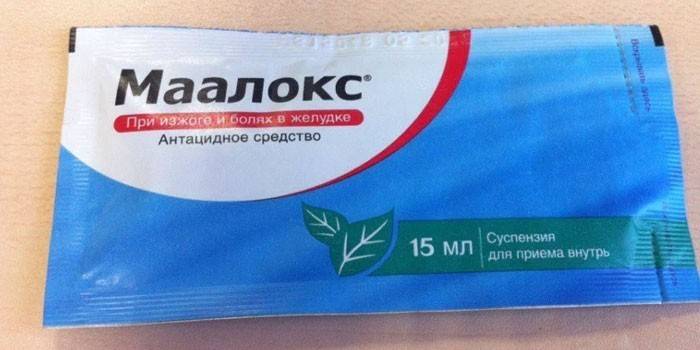 Маалокс®
При изжоге и болях в желудке
Антацидное средство
15 мл
Суспензия
для приема внутрь